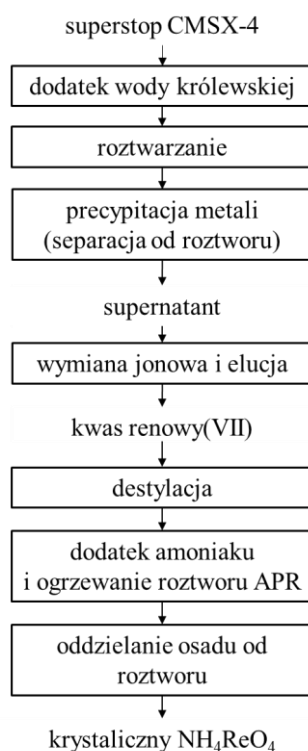 superstop CMSX-4
dodatek wody królewskiej
roztwarzanie
precypitacja metali
(separacja od roztworu)
supernatant
wymiana jonowa i elucja
kwas renowy(VII)
destylacja
dodatek amoniaku
i ogrzewanie roztworu APR
oddzielanie osadu od
roztworu
krystaliczny NH₄ReO₄